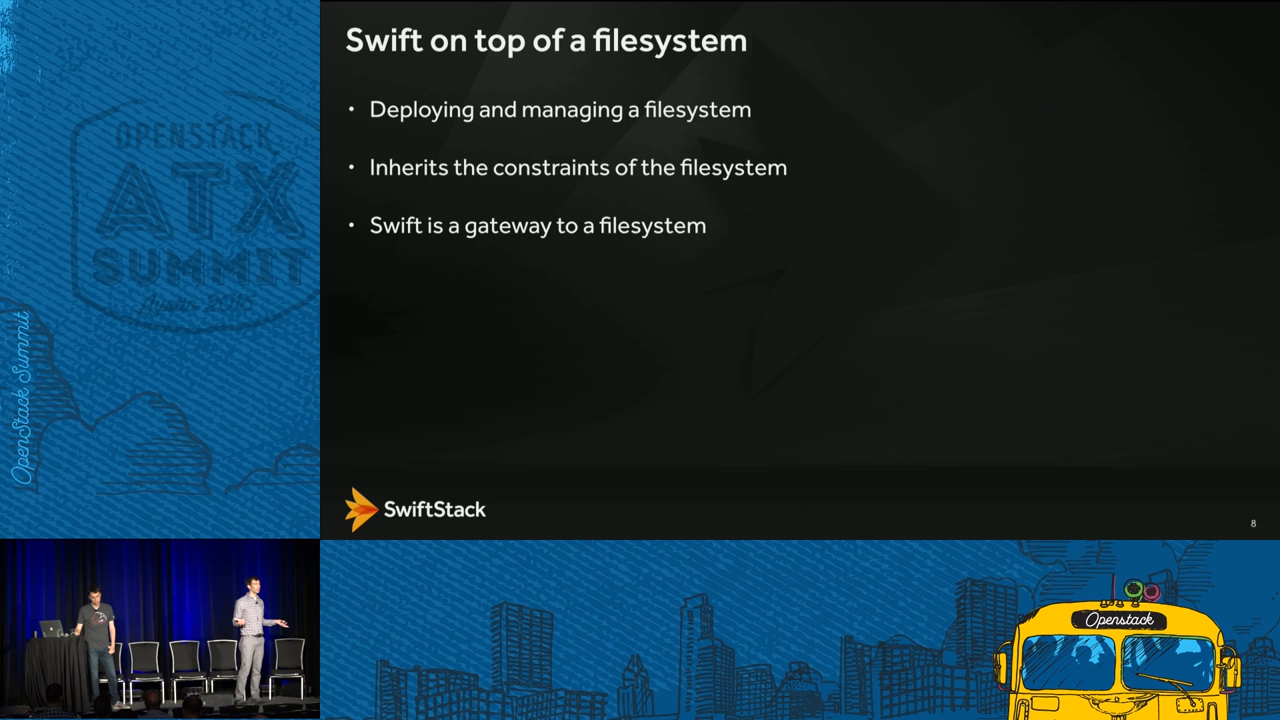 Swift on top of a filesystem
• Deploying and managing a filesystem
• Inherits the constraints of the filesystem
• Swift is a gateway to a filesystem
SwiftStack
8
OPENSTACK
ATX
SUMMIT
Austin 2016
OpenStack Summit
Openstack